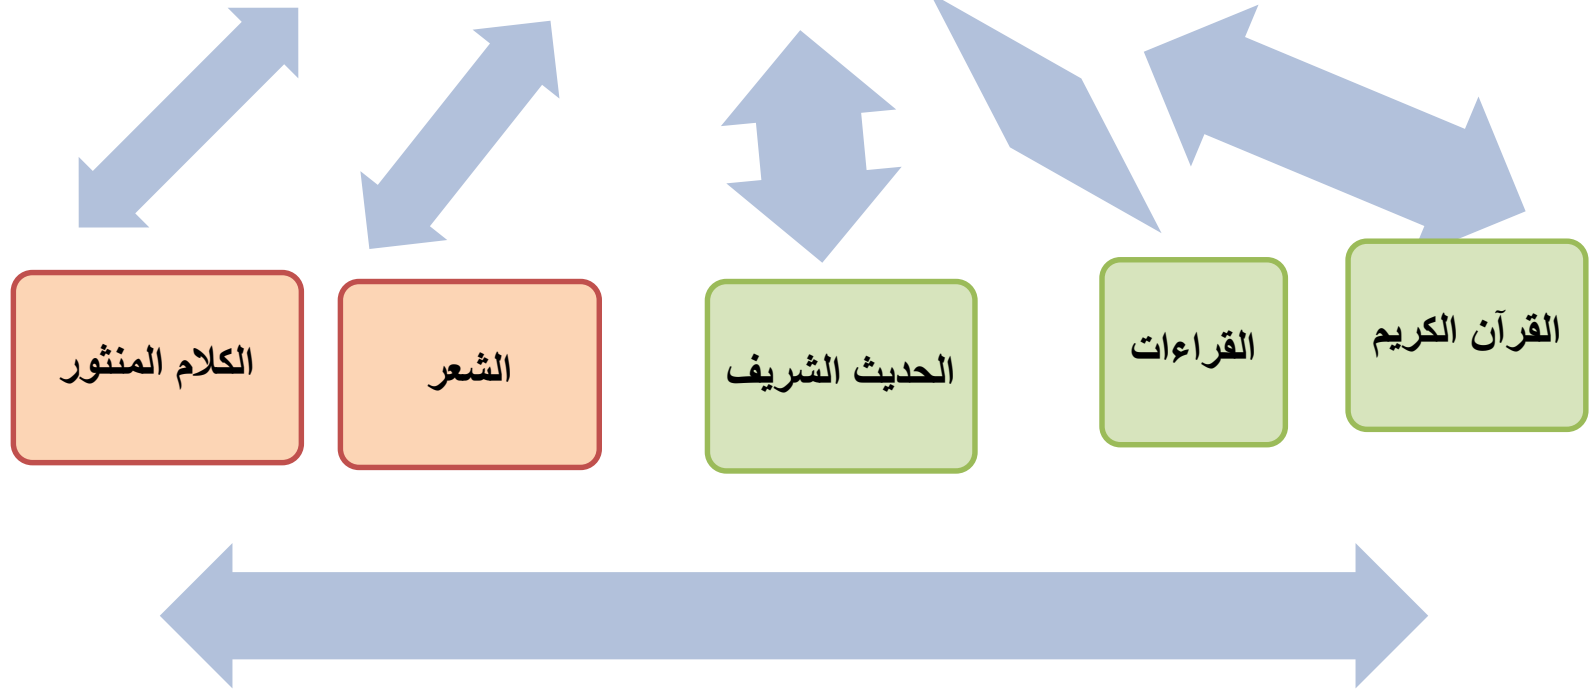 القرآن الكريم
القراءات
الحديث الشريف
الشعر
الكلام المنثور